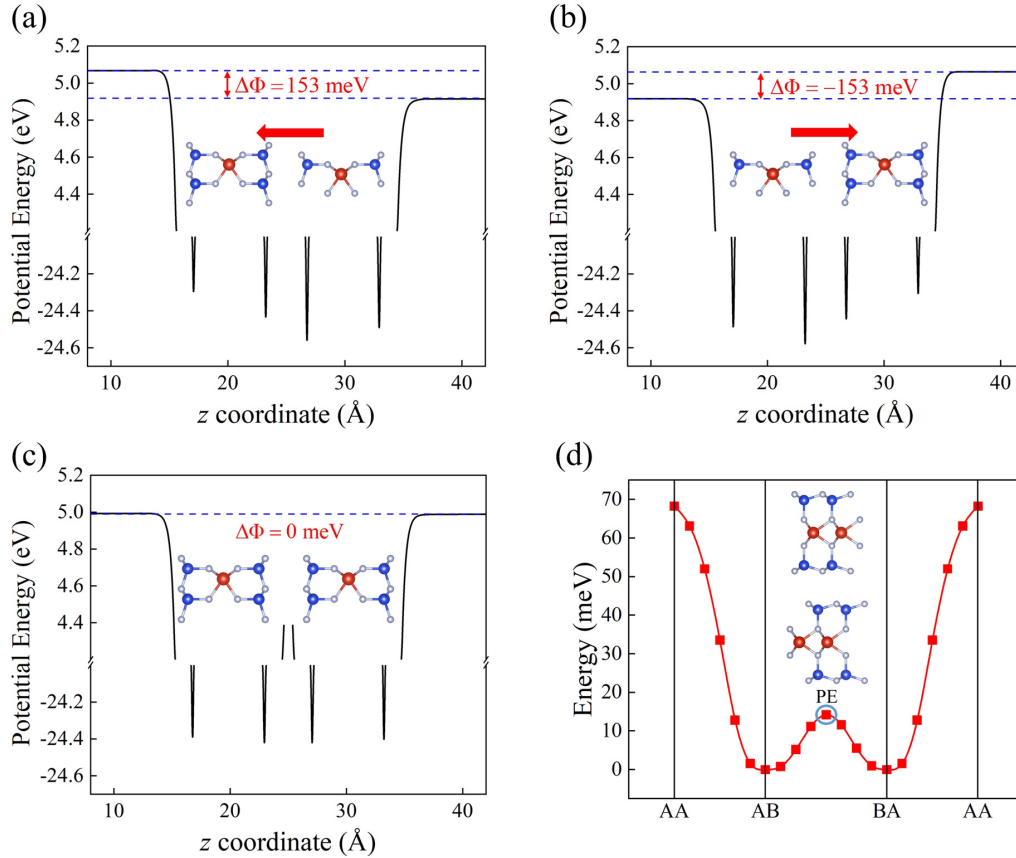 (a)
5.2
5.0
4.8
4.6
4.4
-24.2
-24.4
-24.6
Potential Energy (eV)
ΔΦ = 153 meV
10 20 30 40
z coordinate (Å)
(b)
5.2
5.0
4.8
4.6
4.4
-24.2
-24.4
-24.6
Potential Energy (eV)
ΔΦ = −153 meV
10 20 30 40
z coordinate (Å)
(c)
5.2
5.0
4.8
4.6
4.4
-24.2
-24.4
-24.6
Potential Energy (eV)
ΔΦ = 0 meV
10 20 30 40
z coordinate (Å)
(d)
70
60
50
40
30
20
10
0
Energy (meV)
PE
AA AB BA AA